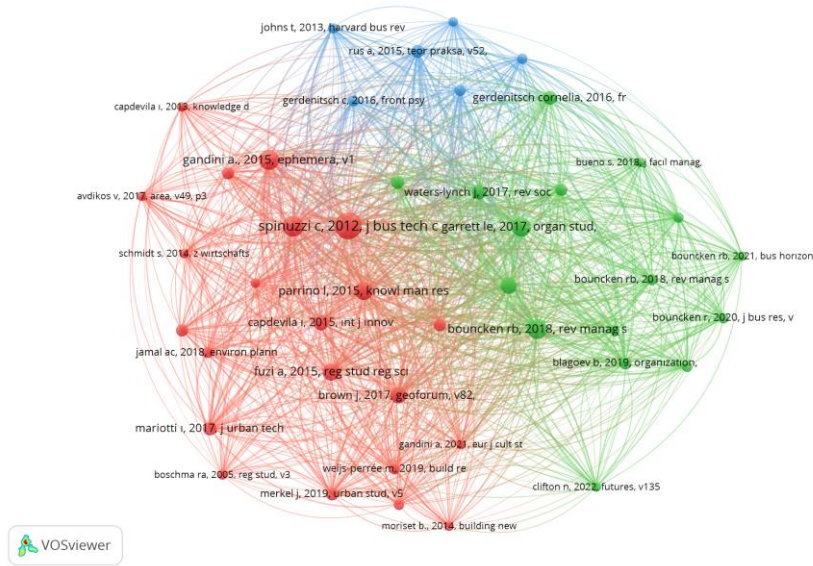 johns t, 2013, harvard bus rev
rus a, 2015, teor praksa, v52,
gerdenitsch c, 2016, front psy
gerdenitsch cornelia, 2016, fr
capdevila ı, 2013, knowledge d
gandini a., 2015, ephemera, v1
bueno s. 2018, j facil manag,
avdikos v, 2017, area, v49, p3
waters-lynch j, 2017, rev soc
spinuzzi c, 2012, j bus tech c
garrett le, 2017, organ stud,
schmidt s. 2014, z wirtschafts
bouncken rb, 2021, bus horizon
bouncken rb, 2018, rev manag s
parrino l, 2015, knowl man res
capdevila ı, 2015, ınt j innov
bouncken rb, 2018, rev manag s
bouncken r, 2020, j bus res, v
jamal ac, 2018, environ plann
blagoev b, 2019, organization,
fuzi a, 2015, reg stud reg sci
brown j, 2017, geoforum, v82,
mariotti ı, 2017, j urban tech
gandini a, 2021, eur j cult st
boschma ra, 2005, reg stud, v3
weijs-perrée m, 2019, build re
merkel j, 2019, urban stud, v5
clifton n, 2022, futures, v135
moriset b., 2014, building new
VOSviewer